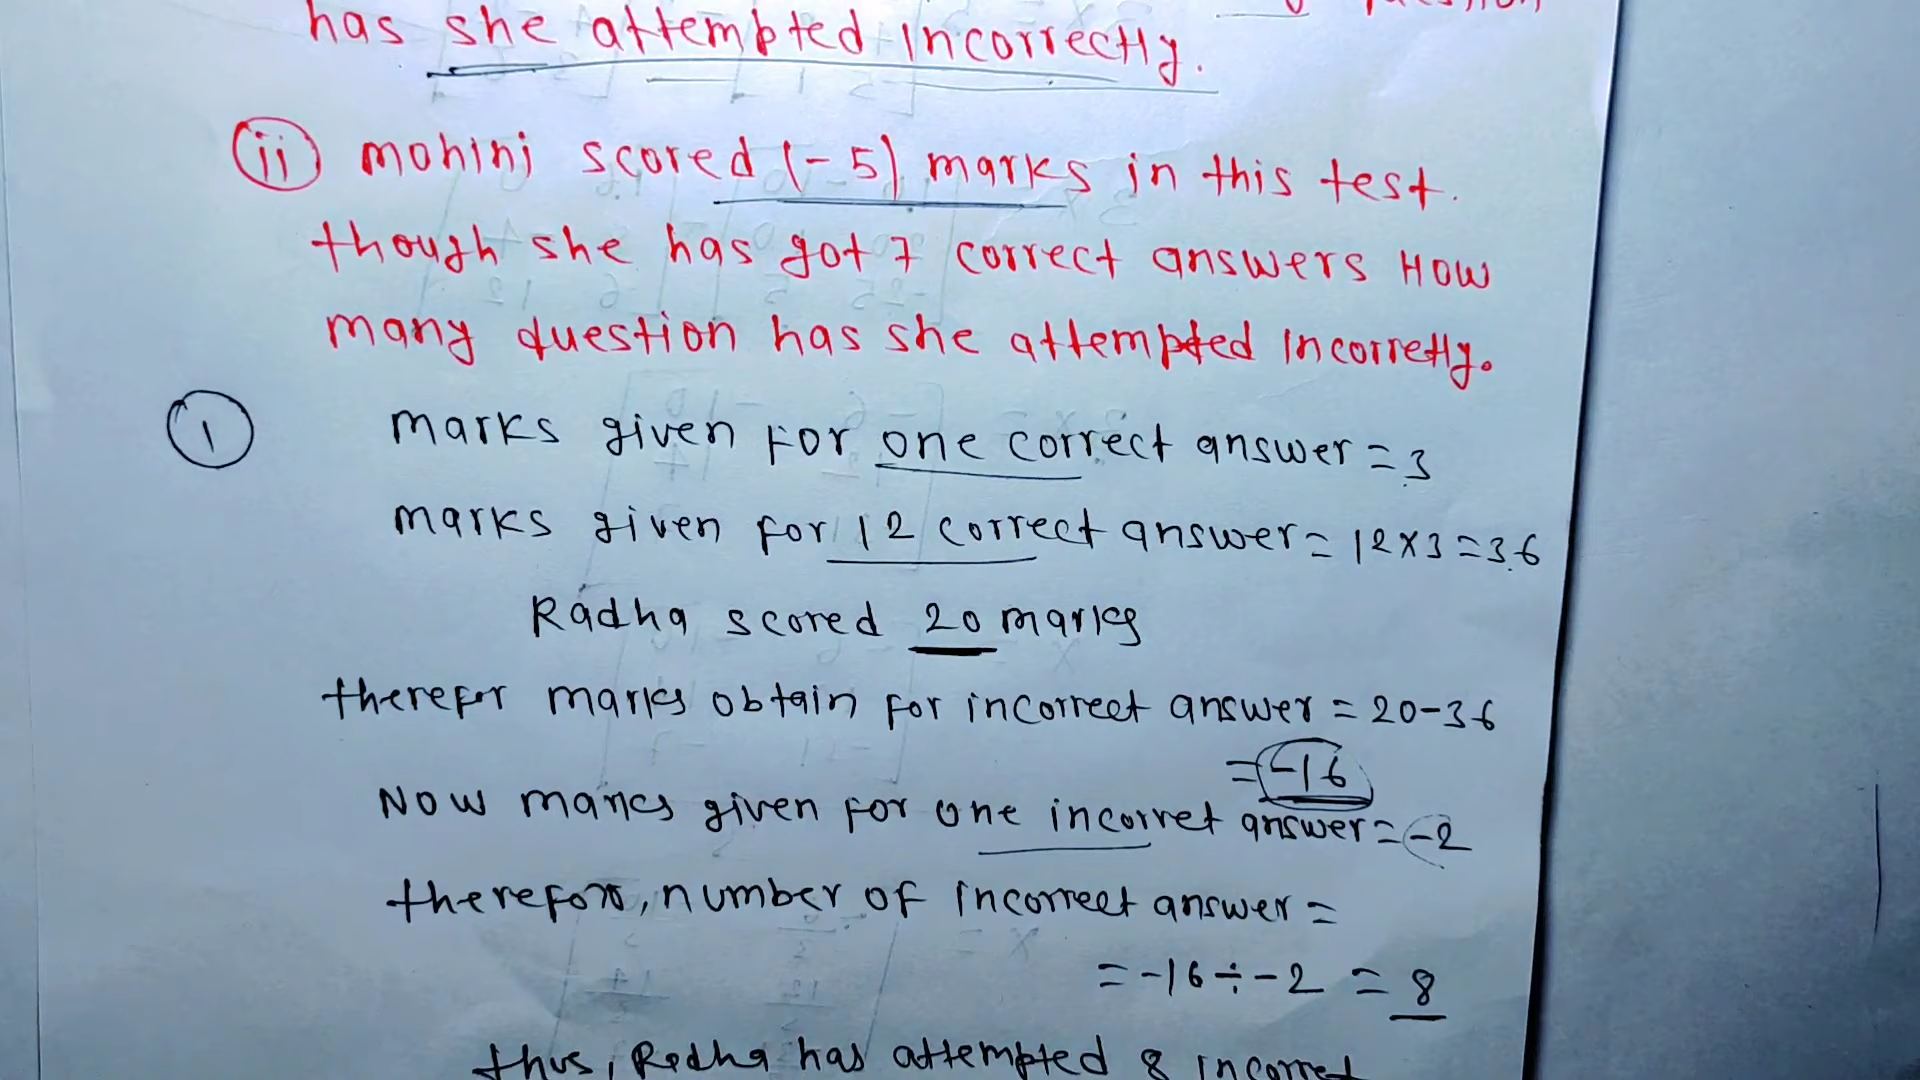 has she attempted incorrectly.
(ii) mohini scored (-5) marks in this test.
though she has got 7 correct answers How
many question has she attempted incorretly.
(1) marks given for one correct answer = 3
marks given for 12 correct answer = 12×3=36
Radha scored 20 marks
therefor marks obtain for incorrect answer = 20-36
= -16
Now marks given for one incorret answer = -2
therefore, number of incorrect answer =
= -16 ÷ -2 = 8
thus, Radha has attempted 8 incorret